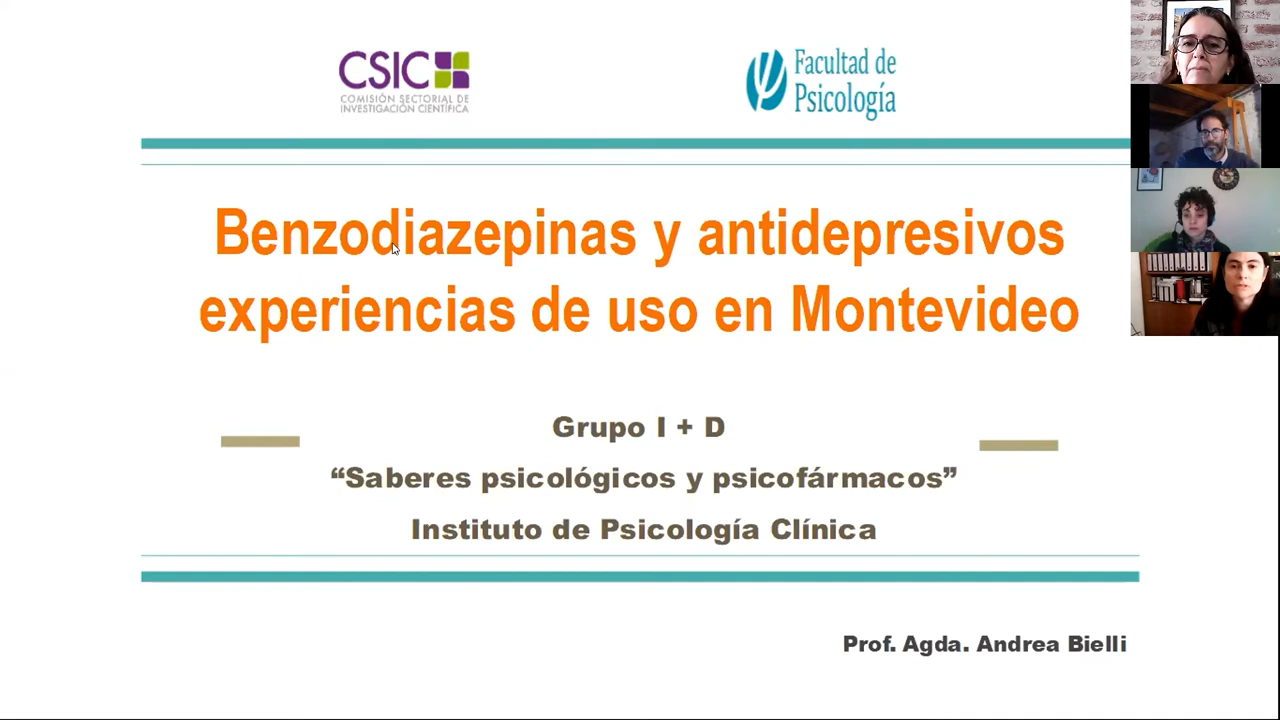 CSIC
COMISIÓN SECTORIAL DE
INVESTIGACIÓN CIENTÍFICA
Facultad de
Psicología
Benzodiazepinas y antidepresivos
experiencias de uso en Montevideo
Grupo I + D
“Saberes psicológicos y psicofármacos”
Instituto de Psicología Clínica
Prof. Agda. Andrea Bielli